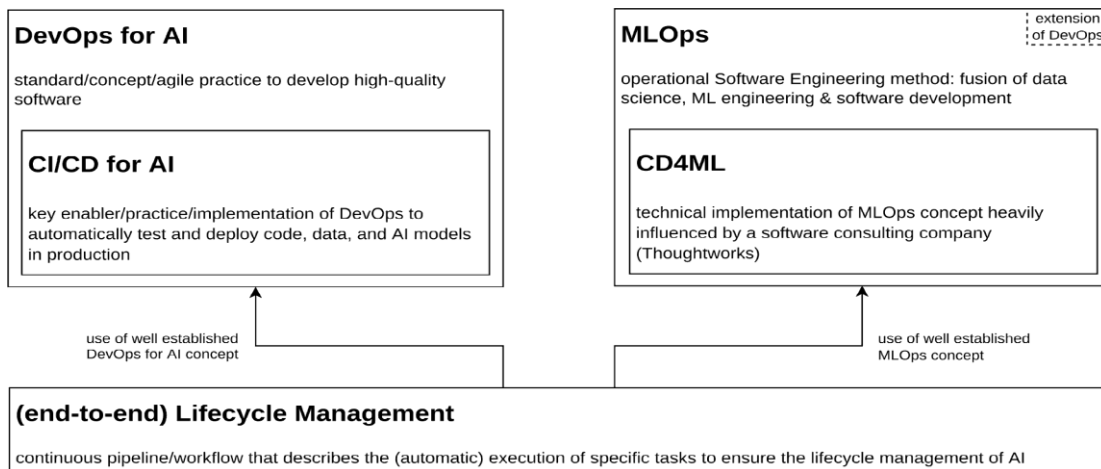 DevOps for AI
standard/concept/agile practice to develop high-quality
software
CI/CD for AI
key enabler/practice/implementation of DevOps to
automatically test and deploy code, data, and AI models
in production
MLOps
extension
of DevOps
operational Software Engineering method: fusion of data
science, ML engineering & software development
CD4ML
technical implementation of MLOps concept heavily
influenced by a software consulting company
(Thoughtworks)
use of well established
DevOps for AI concept
use of well established
MLOps concept
(end-to-end) Lifecycle Management
continuous pipeline/workflow that describes the (automatic) execution of specific tasks to ensure the lifecycle management of AI